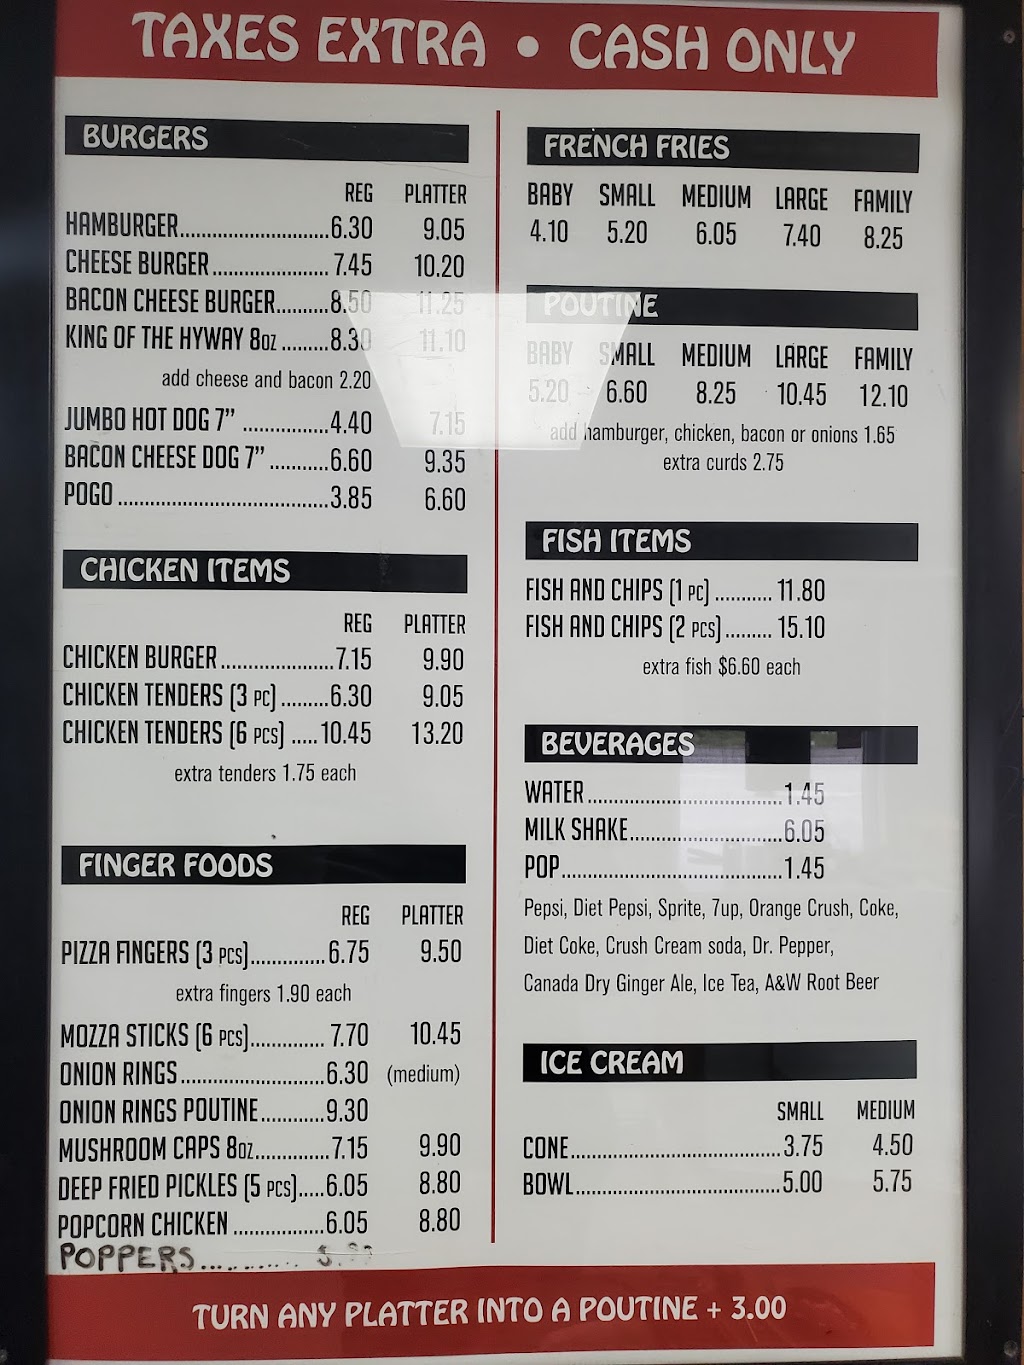 TAXES EXTRA • CASH ONLY
BURGERS
REG PLATTER
HAMBURGER..............................6.30 9.05
CHEESE BURGER........................7.45 10.20
BACON CHEESE BURGER..........8.50 11.25
KING OF THE HYWAY 8oz.........8.30 11.10
add cheese and bacon 2.20
JUMBO HOT DOG 7” .................4.40 7.15
BACON CHEESE DOG 7”............6.60 9.35
POGO.....................................3.85 6.60
CHICKEN ITEMS
REG PLATTER
CHICKEN BURGER....................7.15 9.90
CHICKEN TENDERS (3 PC).........6.30 9.05
CHICKEN TENDERS (6 PCS).....10.45 13.20
extra tenders 1.75 each
FINGER FOODS
REG PLATTER
PIZZA FINGERS (3 PCS).............6.75 9.50
extra fingers 1.90 each
MOZZA STICKS (6 PCS)..............7.70 10.45
ONION RINGS..........................6.30 (medium)
ONION RINGS POUTINE............9.30
MUSHROOM CAPS 8oz..............7.15 9.90
DEEP FRIED PICKLES (5 PCS).....6.05 8.80
POPCORN CHICKEN ................6.05 8.80
POPPERS............
FRENCH FRIES
BABY SMALL MEDIUM LARGE FAMILY
4.10 5.20 6.05 7.40 8.25
POUTINE
BABY SMALL MEDIUM LARGE FAMILY
5.20 6.60 8.25 10.45 12.10
add hamburger, chicken, bacon or onions 1.65
extra curds 2.75
FISH ITEMS
FISH AND CHIPS (1 PC) ........... 11.80
FISH AND CHIPS (2 PCS)......... 15.10
extra fish $6.60 each
BEVERAGES
WATER...................................1.45
MILK SHAKE...........................6.05
POP........................................1.45
Pepsi, Diet Pepsi, Sprite, 7up, Orange Crush, Coke,
Diet Coke, Crush Cream soda, Dr. Pepper,
Canada Dry Ginger Ale, Ice Tea, A&W Root Beer
ICE CREAM
SMALL MEDIUM
CONE.....................................3.75 4.50
BOWL....................................5.00 5.75
TURN ANY PLATTER INTO A POUTINE + 3.00